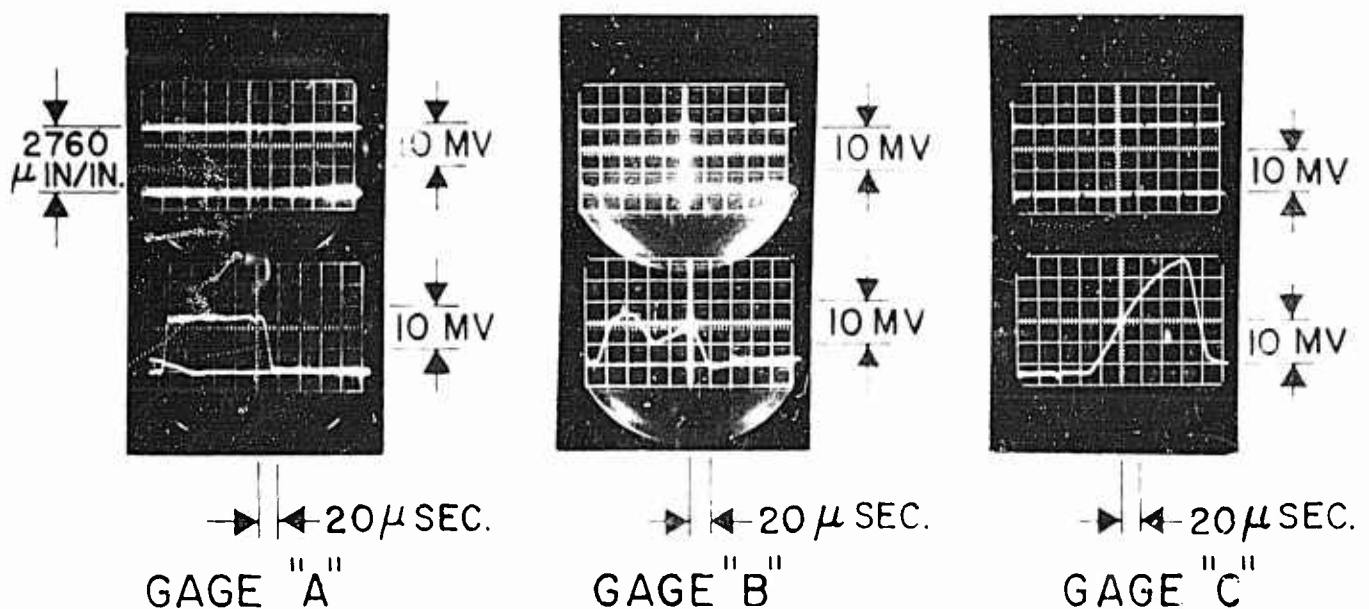 2760
μ IN/IN.
10 MV
10 MV
10 MV
10 MV
10 MV
10 MV
20 μ SEC.
20 μ SEC.
20 μ SEC.
GAGE "A"
GAGE "B"
GAGE "C"